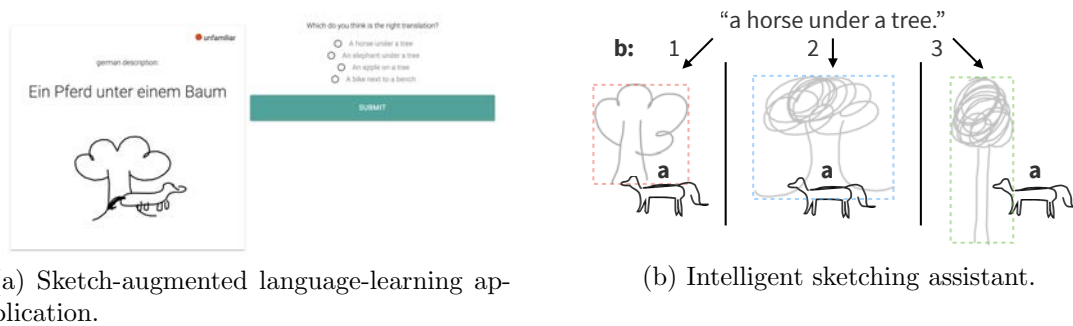 unfamiliar
german description:
Ein Pferd unter einem Baum
Which do you think is the right translation?
A horse under a tree
An elephant under a tree
An apple on a tree
A bike next to a bench
SUBMIT
a) Sketch-augmented language-learning ap-
plication.
“a horse under a tree.”
b: 1 2 3
a a a
(b) Intelligent sketching assistant.